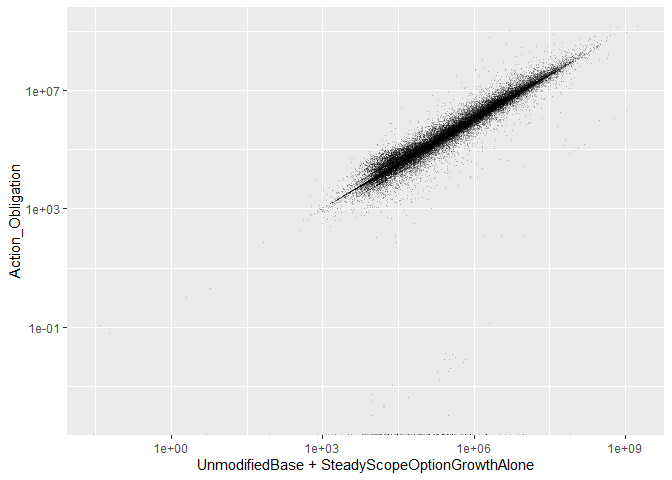 1e+07
1e+03
1e-01
Action_Obligation
1e+00
1e+03
1e+06
1e+09
UnmodifiedBase + SteadyScopeOptionGrowthAlone